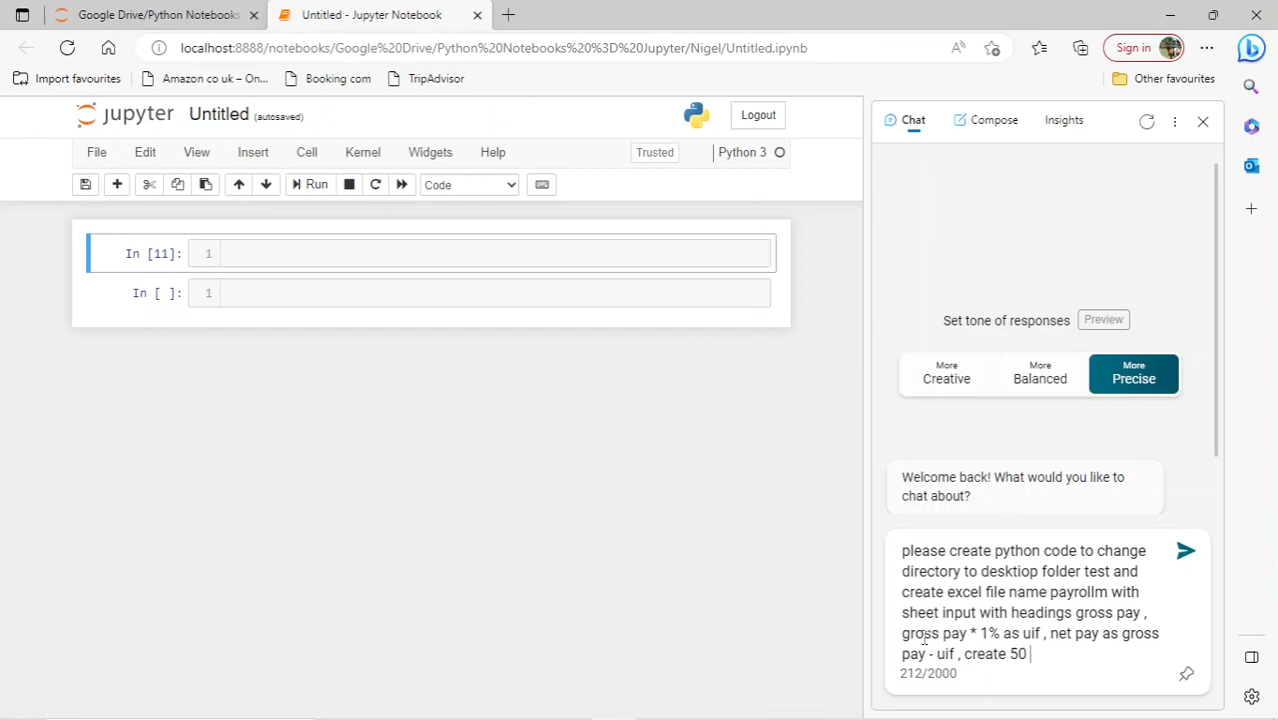 Google Drive/Python Notebooks
Untitled - Jupyter Notebook
localhost:8888/notebooks/Google%20Drive/Python%20Notebooks%20%3D%20Jupyter/Nigel/Untitled.ipynb
Sign in
Import favourites
Amazon co uk – On...
Booking com
TripAdvisor
Other favourites
jupyter Untitled (autosaved)
Logout
File Edit View Insert Cell Kernel Widgets Help
Trusted
Python 3
Run
Code
In [11]: 1
In [ ]: 1
Chat
Compose
Insights
Set tone of responses Preview
More Creative
More Balanced
More Precise
Welcome back! What would you like to
chat about?
please create python code to change
directory to desktiop folder test and
create excel file name payrollm with
sheet input with headings gross pay ,
gross pay * 1% as uif , net pay as gross
pay - uif , create 50
212/2000